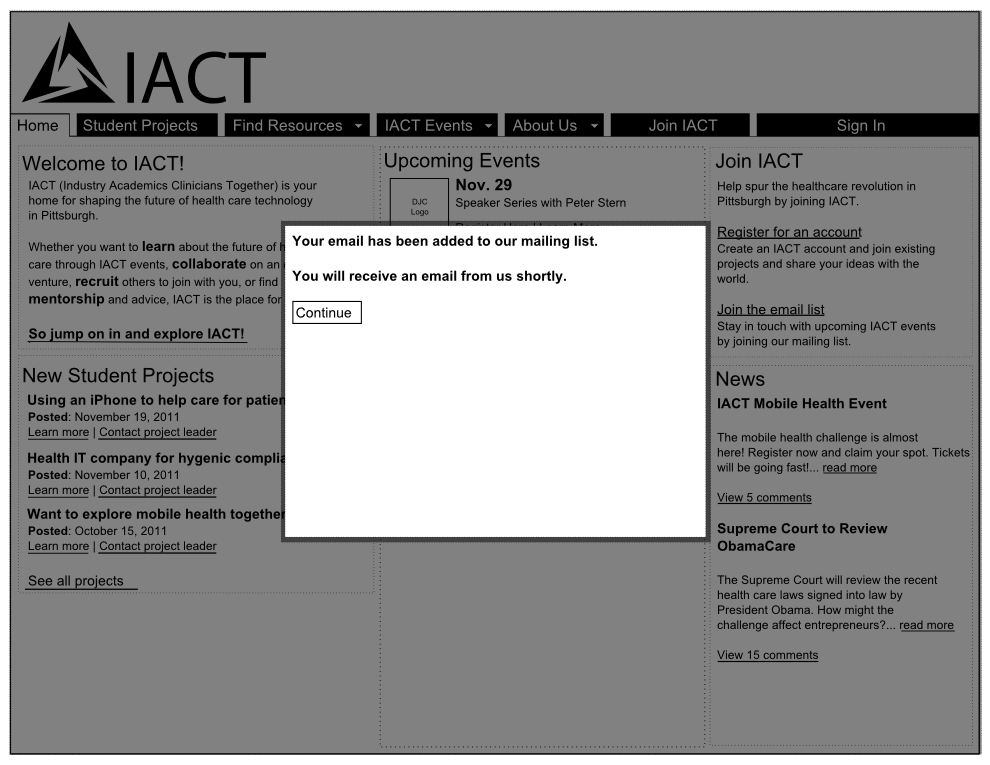 IACT
Home
Student Projects
Find Resources
IACT Events
About Us
Join IACT
Sign In
Welcome to IACT!
IACT (Industry Academics Clinicians Together) is your
home for shaping the future of health care technology
in Pittsburgh.
Whether you want to learn about the future of
care through IACT events, collaborate on an
venture, recruit others to join with you, or find
mentorship and advice, IACT is the place for
So jump on in and explore IACT!
New Student Projects
Using an iPhone to help care for
Posted: November 19, 2011
Learn more | Contact project leader
Health IT company for hygenic
Posted: November 10, 2011
Learn more | Contact project leader
Want to explore mobile health together
Posted: October 15, 2011
Learn more | Contact project leader
See all projects
Upcoming Events
DJC
Logo
Nov. 29
Speaker Series with Peter Stern
Your email has been added to our mailing list.
You will receive an email from us shortly.
Continue
Join IACT
Help spur the healthcare revolution in
Pittsburgh by joining IACT.
Register for an account
Create an IACT account and join existing
projects and share your ideas with the
world.
Join the email list
Stay in touch with upcoming IACT events
by joining our mailing list.
News
IACT Mobile Health Event
The mobile health challenge is almost
here! Register now and claim your spot. Tickets
will be going fast!... read more
View 5 comments
Supreme Court to Review
ObamaCare
The Supreme Court will review the recent
health care laws signed into law by
President Obama. How might the
challenge affect entrepreneurs?... read more
View 15 comments